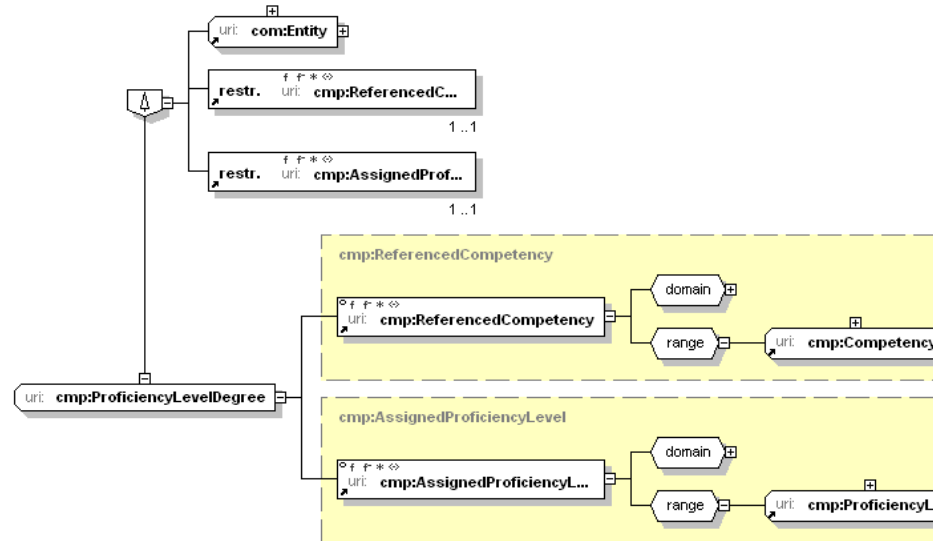 uri: com:Entity
f f- * <>
restr. uri: cmp:ReferencedC...
1..1
f f- * <>
restr. uri: cmp:AssignedProf...
1..1
cmp:ReferencedCompetency
domain
f f- * <>
uri: cmp:ReferencedCompetency
range
uri: cmp:Competency
uri: cmp:ProficiencyLevelDegree
cmp:AssignedProficiencyLevel
domain
f f- * <>
uri: cmp:AssignedProficiencyL...
range
uri: cmp:ProficiencyL